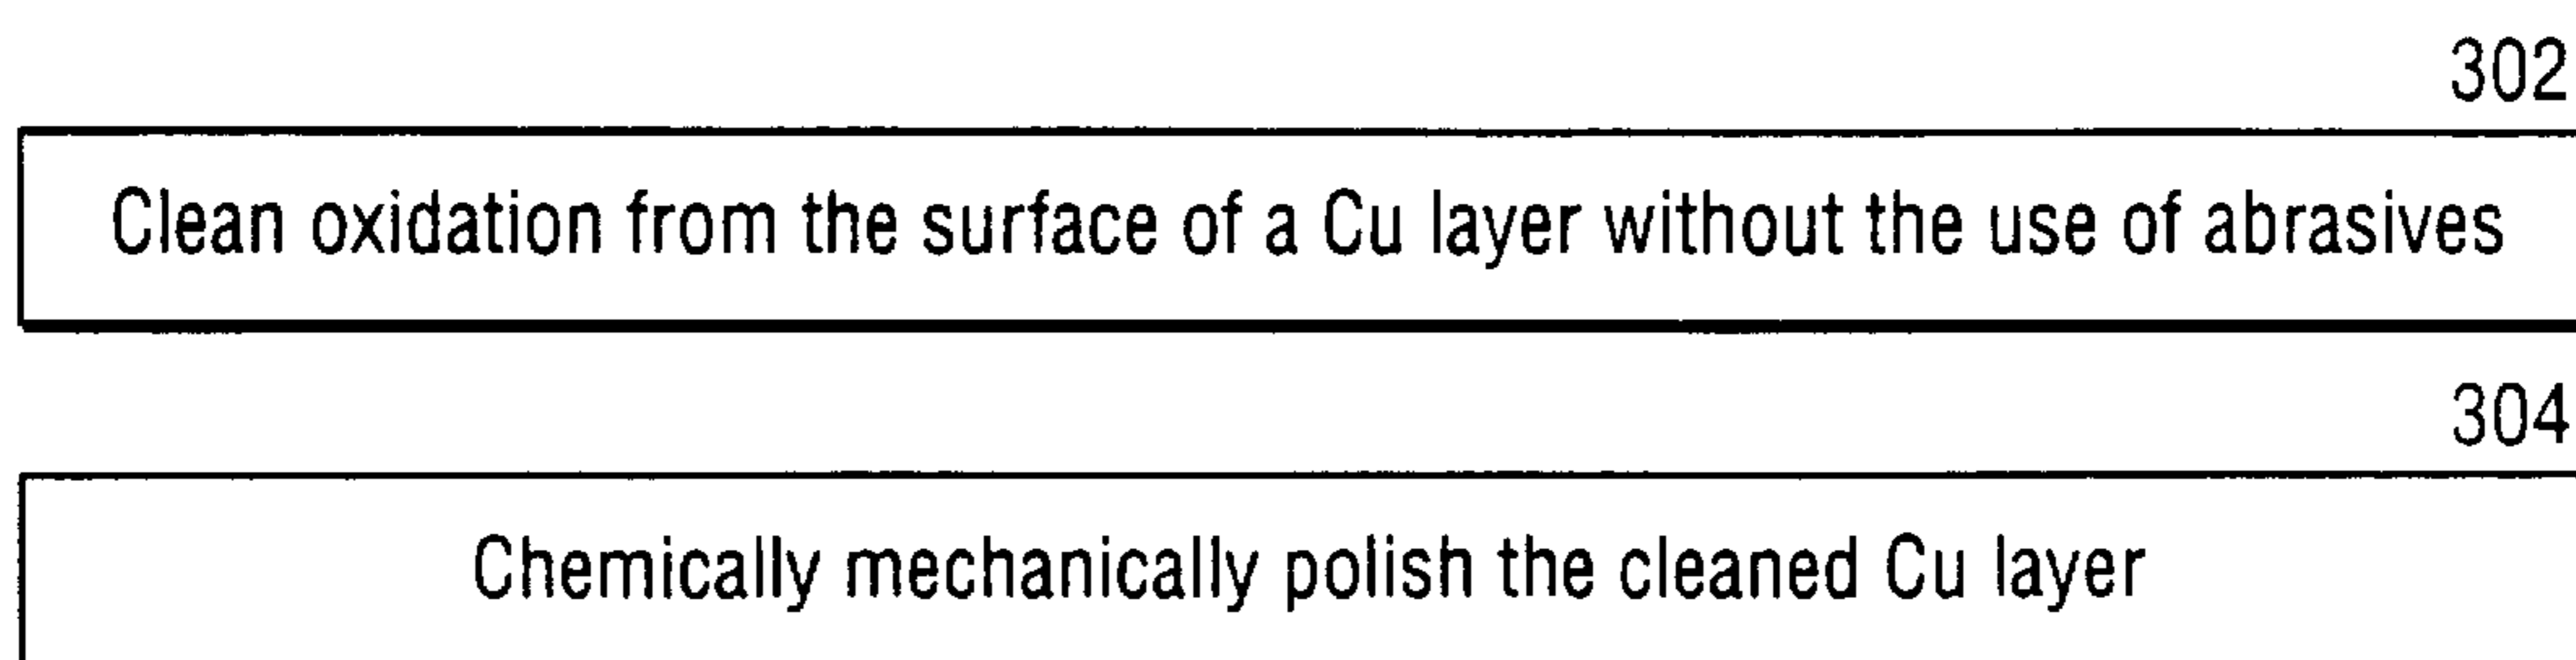 302
Clean oxidation from the surface of a Cu layer without the use of abrasives
304
Chemically mechanically polish the cleaned Cu layer